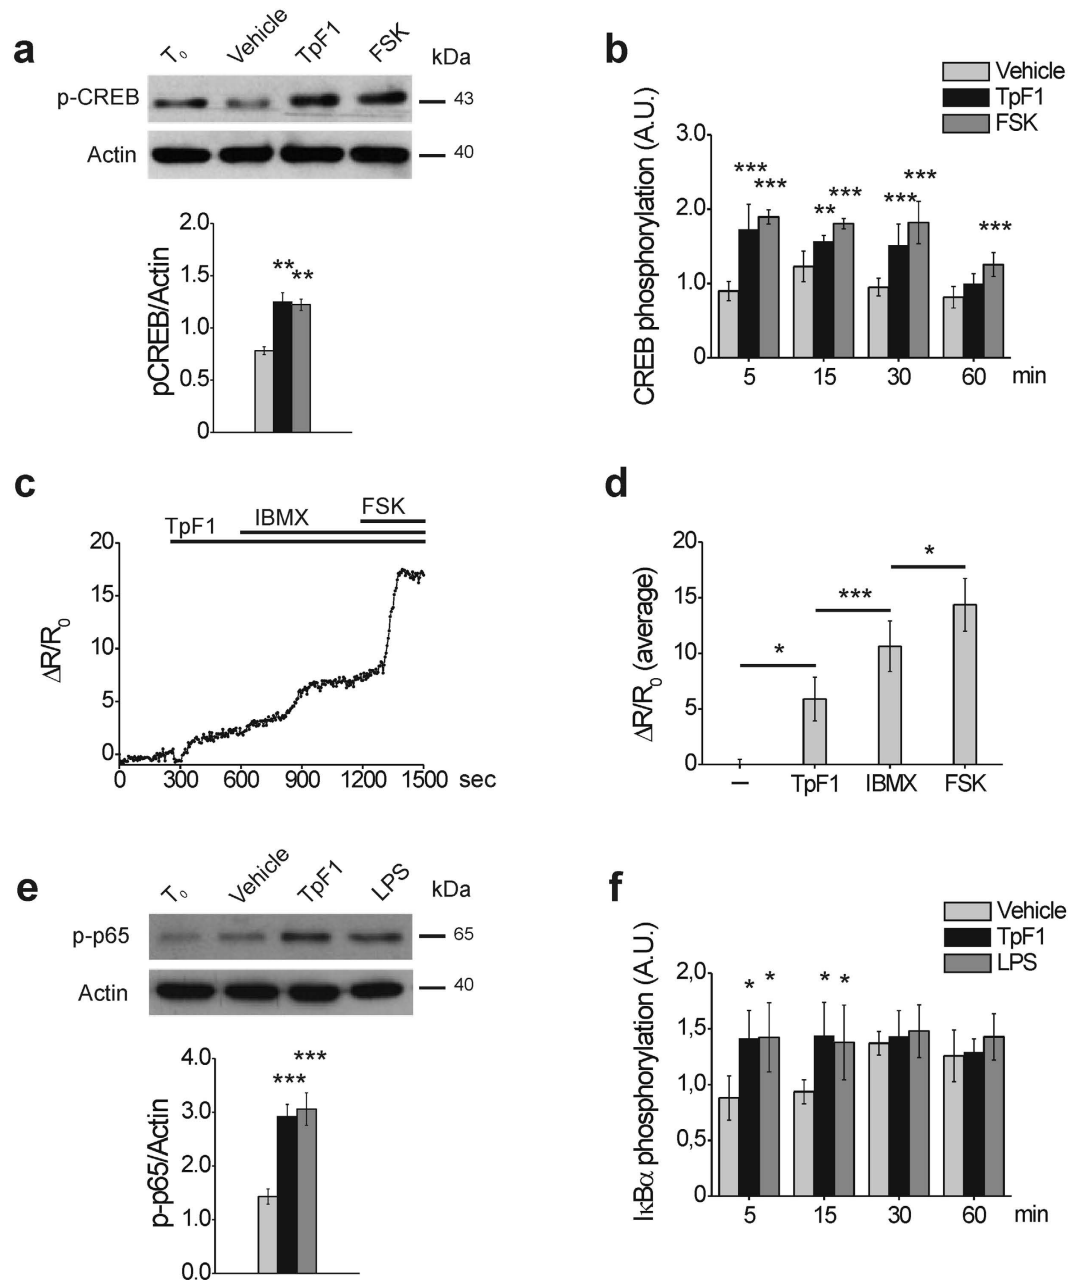 a
T₀ Vehicle TpF1 FSK kDa
p-CREB 43
Actin 40
pCREB/Actin
2.0
1.5
1.0
0.5
0
**
**
b
Vehicle
TpF1
FSK
CREB phosphorylation (A.U.)
3.0
2.0
1.0
0
*** *** ** *** *** *** ***
5 15 30 60 min
c
TpF1 IBMX FSK
ΔR/R₀
20
15
10
5
0
0 300 600 900 1200 1500 sec
d
ΔR/R₀ (average)
20
15
10
5
0
* *** *
– TpF1 IBMX FSK
e
T₀ Vehicle TpF1 LPS kDa
p-p65 65
Actin 40
p-p65/Actin
4.0
3.0
2.0
1.0
0.0
***
***
f
Vehicle
TpF1
LPS
IκBα phosphorylation (A.U.)
2,0
1,5
1,0
0,5
0
* * * *
5 15 30 60 min